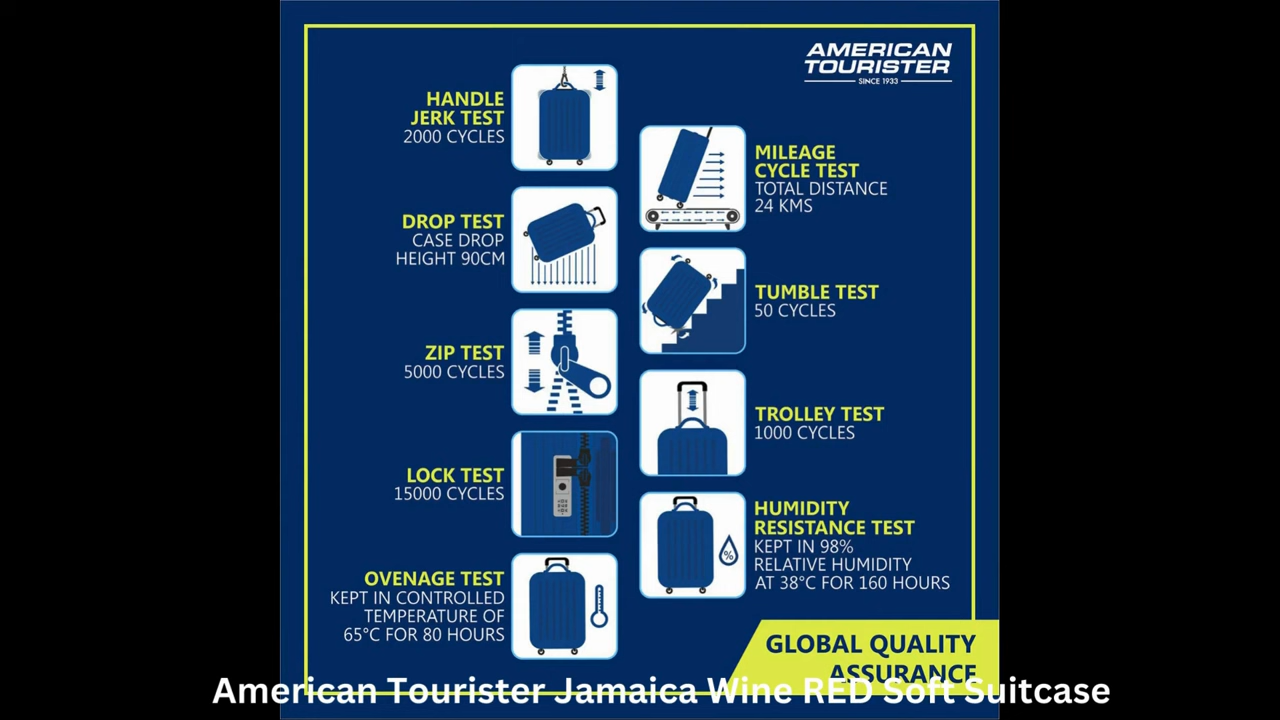 AMERICAN
TOURISTER
SINCE 1933
HANDLE
JERK TEST
2000 CYCLES
MILEAGE
CYCLE TEST
TOTAL DISTANCE
24 KMS
DROP TEST
CASE DROP
HEIGHT 90CM
TUMBLE TEST
50 CYCLES
ZIP TEST
5000 CYCLES
TROLLEY TEST
1000 CYCLES
LOCK TEST
15000 CYCLES
HUMIDITY
RESISTANCE TEST
KEPT IN 98%
RELATIVE HUMIDITY
AT 38°C FOR 160 HOURS
%
OVENAGE TEST
KEPT IN CONTROLLED
TEMPERATURE OF
65°C FOR 80 HOURS
GLOBAL QUALITY
ASSURANCE
American Tourister Jamaica Wine RED Soft Suitcase